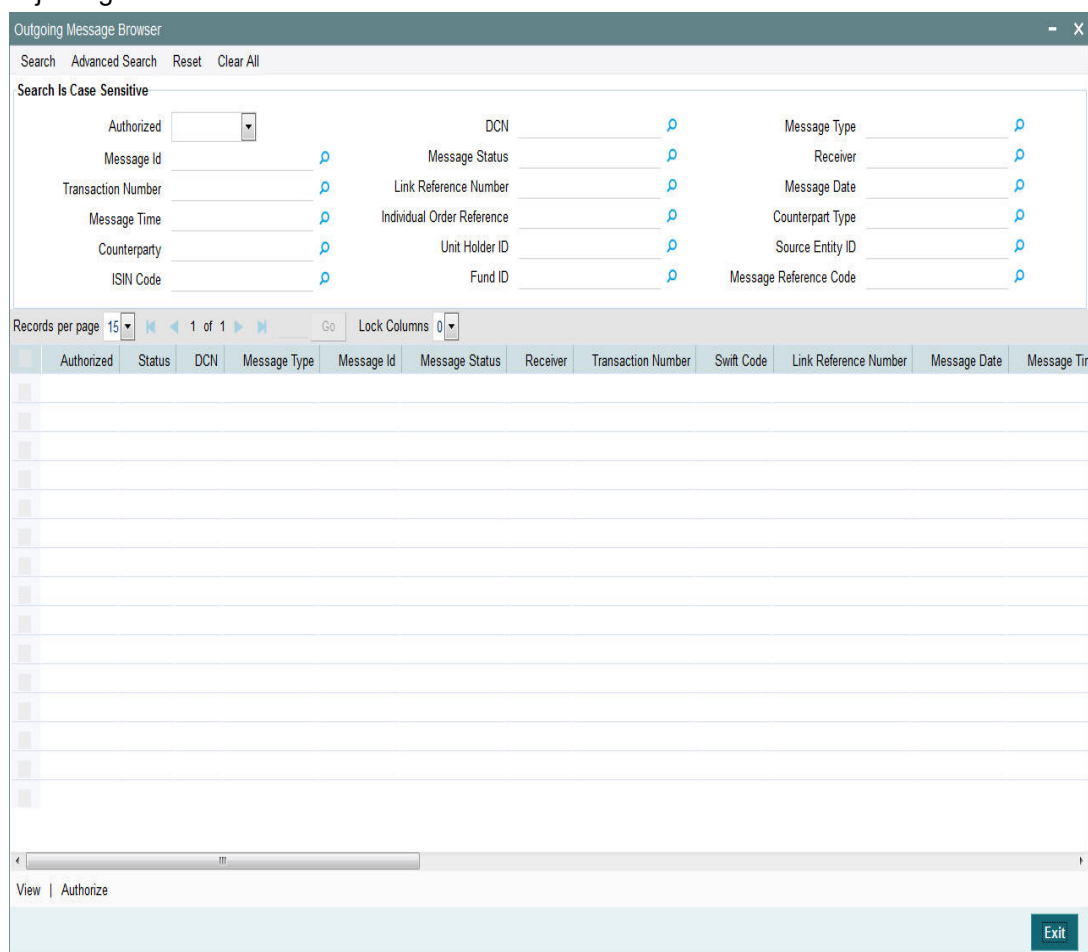 Outgoing Message Browser
Search Advanced Search Reset Clear All
Search Is Case Sensitive
Authorized DCN Message Type
Message Id Message Status Receiver
Transaction Number Link Reference Number Message Date
Message Time Individual Order Reference Counterpart Type
Counterparty Unit Holder ID Source Entity ID
ISIN Code Fund ID Message Reference Code
Records per page 15 1 of 1 Go Lock Columns 0
Authorized Status DCN Message Type Message Id Message Status Receiver Transaction Number Swift Code Link Reference Number Message Date Message Tir
View | Authorize
Exit